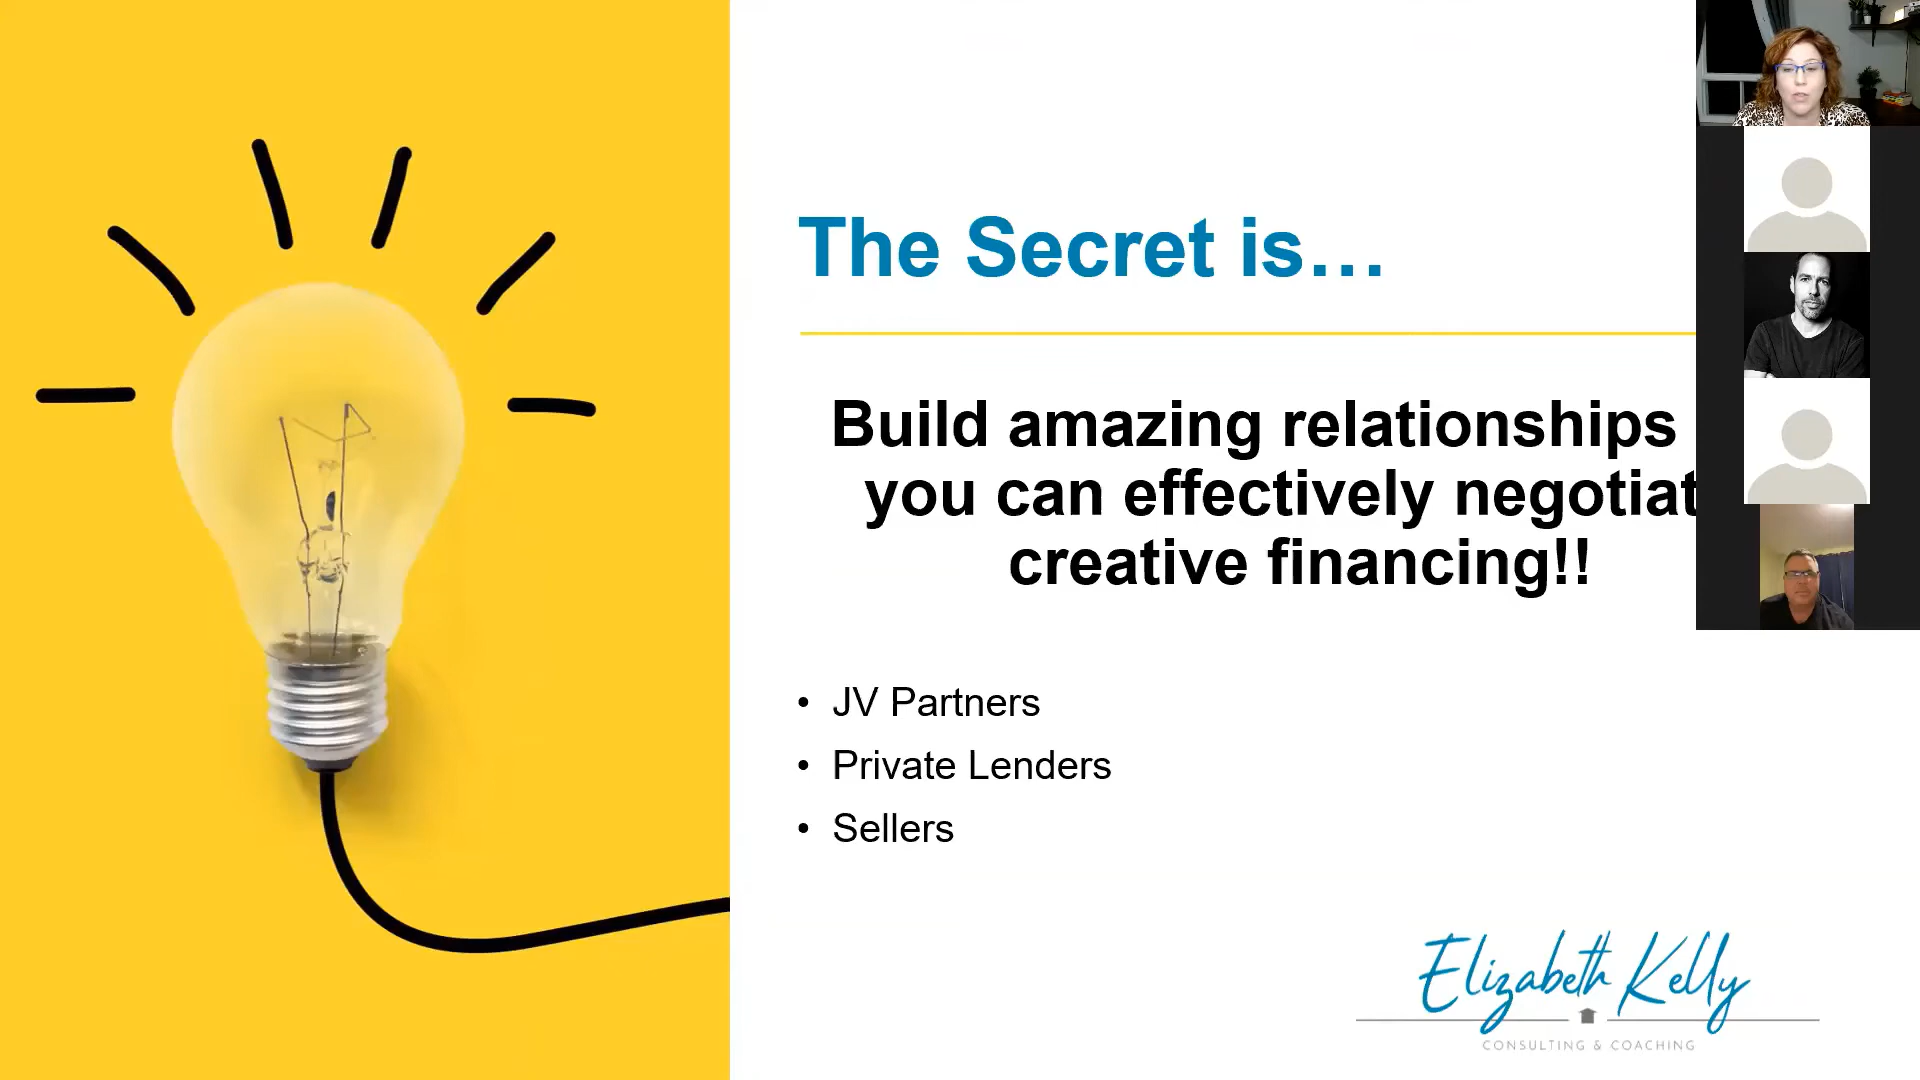 The Secret is…
Build amazing relationships
you can effectively negotiat
creative financing!!
• JV Partners
• Private Lenders
• Sellers
Elizabeth Kelly
CONSULTING & COACHING